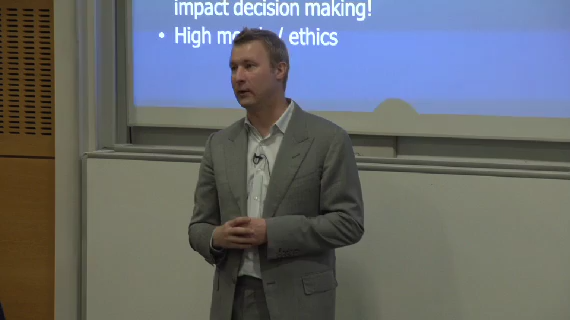 impact decision making!
• High / ethics